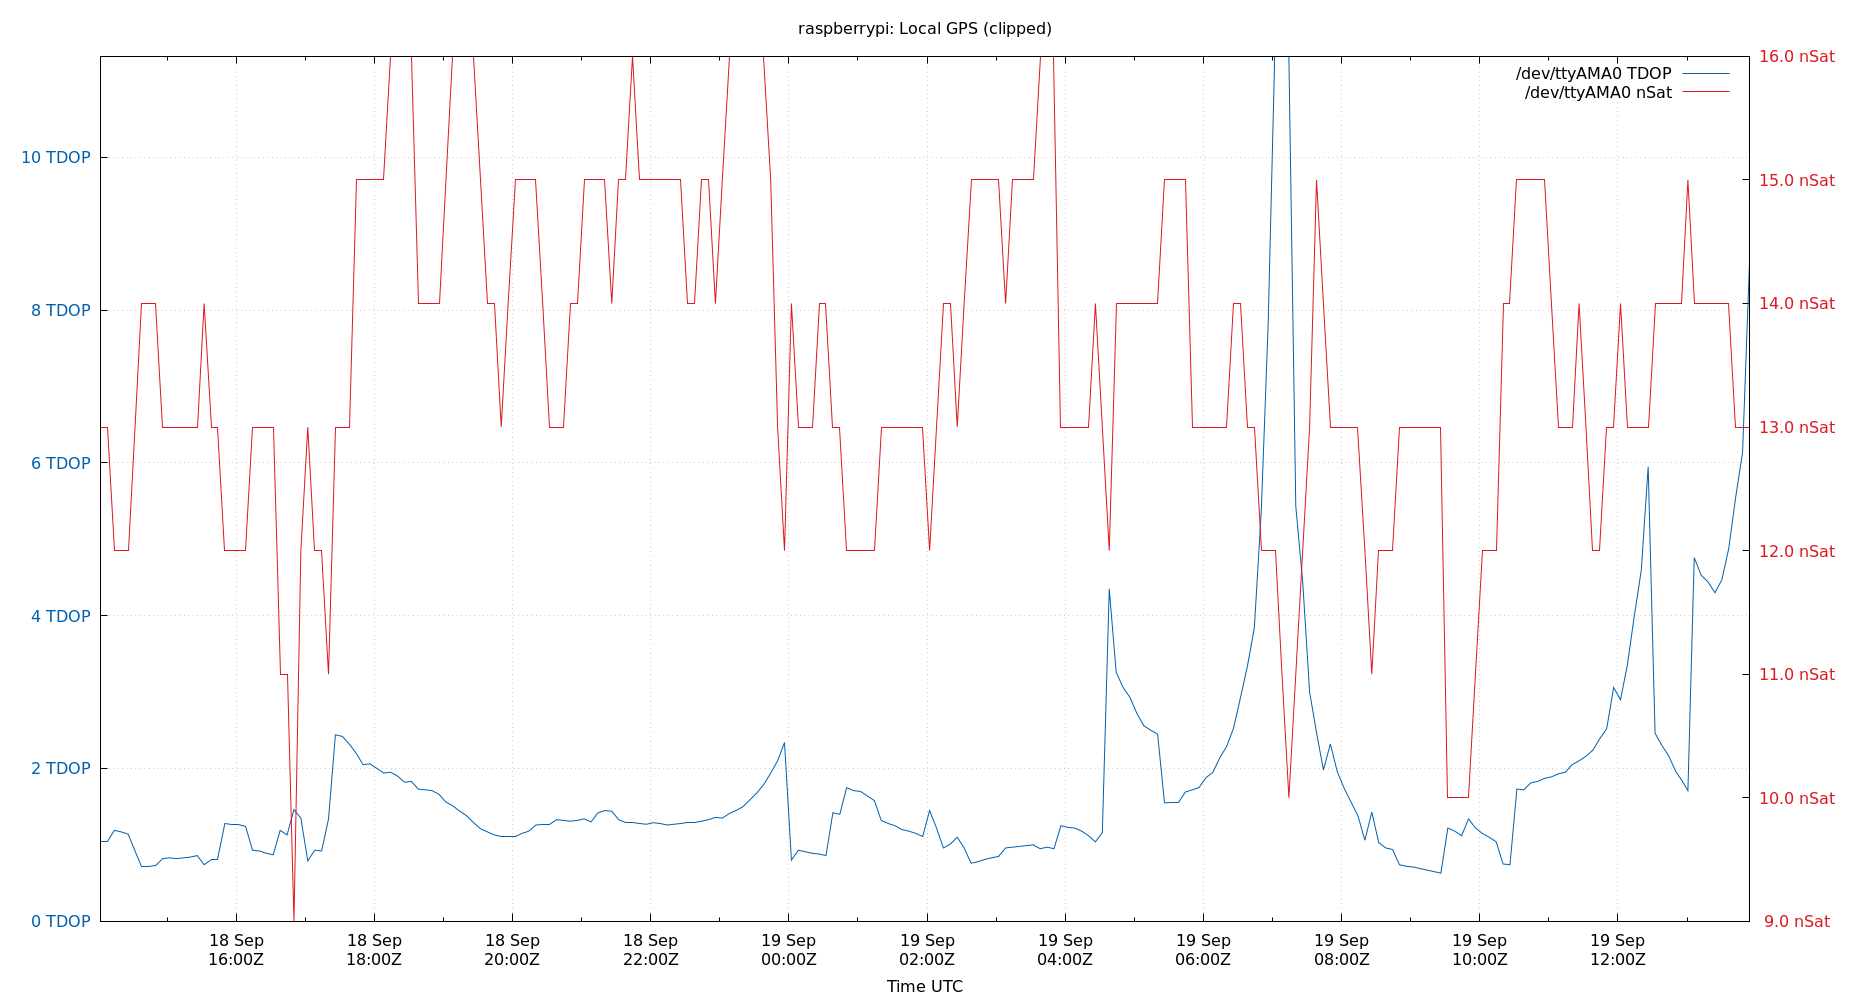 raspberrypi: Local GPS (clipped)
/dev/ttyAMA0 TDOP
/dev/ttyAMA0 nSat
10 TDOP
8 TDOP
6 TDOP
4 TDOP
2 TDOP
0 TDOP
16.0 nSat
15.0 nSat
14.0 nSat
13.0 nSat
12.0 nSat
11.0 nSat
10.0 nSat
9.0 nSat
18 Sep
16:00Z
18 Sep
18:00Z
18 Sep
20:00Z
18 Sep
22:00Z
19 Sep
00:00Z
19 Sep
02:00Z
19 Sep
04:00Z
19 Sep
06:00Z
19 Sep
08:00Z
19 Sep
10:00Z
19 Sep
12:00Z
Time UTC